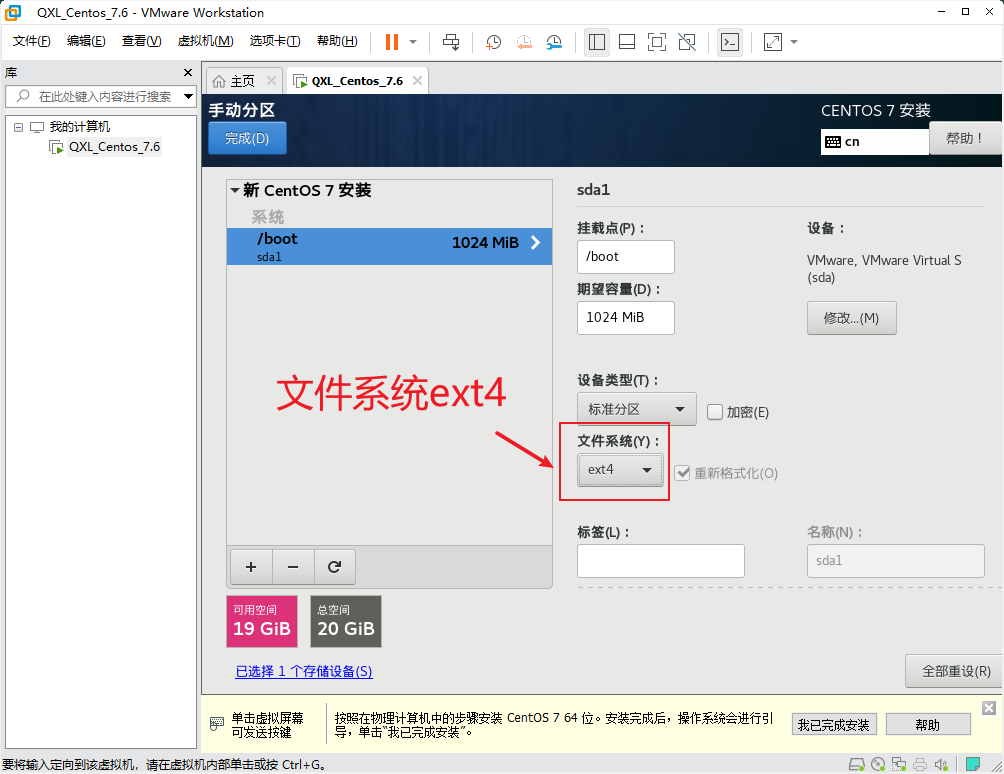 QXL_Centos_7.6 - VMware Workstation
文件(F) 编辑(E) 查看(V) 虚拟机(M) 选项卡(T) 帮助(H)
库
在此处键入内容进行搜索
我的计算机
QXL_Centos_7.6
主页 QXL_Centos_7.6
手动分区
完成(D)
CENTOS 7 安装
cn
帮助！
新 CentOS 7 安装
系统
/boot
sda1
1024 MiB
sda1
挂载点(P)：
/boot
期望容量(D)：
1024 MiB
设备：
VMware, VMware Virtual S
(sda)
修改...(M)
设备类型(T)：
标准分区
加密(E)
文件系统(Y)：
ext4
重新格式化(O)
文件系统ext4
标签(L)：
名称(N)：
sda1
可用空间
19 GiB
总空间
20 GiB
已选择 1 个存储设备(S)
全部重设(R)
单击虚拟屏幕
可发送按键
按照在物理计算机中的步骤安装 CentOS 7 64 位。安装完成后，操作系统会进行引
导，单击“我已完成安装”。
我已完成安装
帮助
要将输入定向到该虚拟机，请在虚拟机内部单击或按 Ctrl+G。